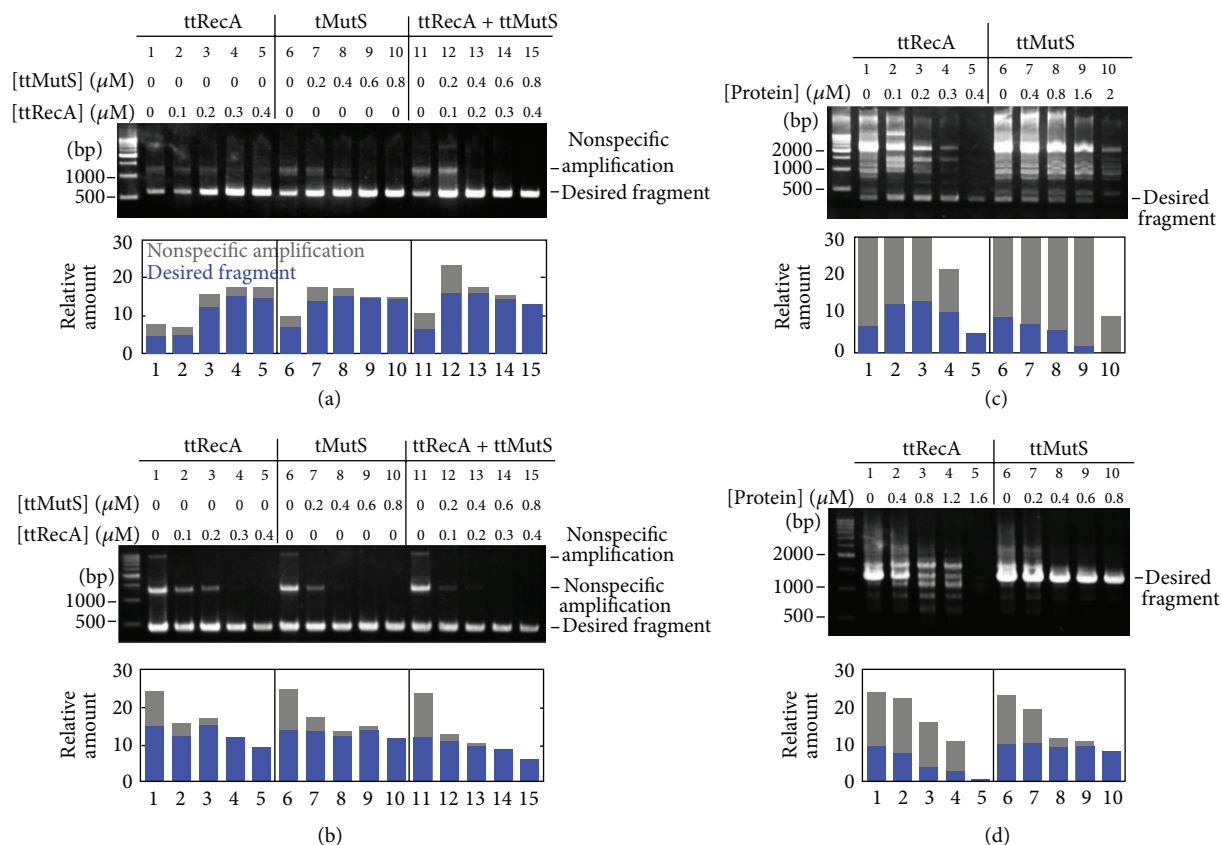 ttRecA tMutS ttRecA + ttMutS
1 2 3 4 5 6 7 8 9 10 11 12 13 14 15
[ttMutS] (μM) 0 0 0 0 0 0 0.2 0.4 0.6 0.8 0 0.2 0.4 0.6 0.8
[ttRecA] (μM) 0 0.1 0.2 0.3 0.4 0 0 0 0 0 0 0.1 0.2 0.3 0.4
(bp)
1000
500
Nonspecific
amplification
Desired fragment
30
20
10
0
Relative
amount
Nonspecific amplification
Desired fragment
1 2 3 4 5 6 7 8 9 10 11 12 13 14 15
(a)
ttRecA ttMutS
1 2 3 4 5 6 7 8 9 10
[Protein] (μM) 0 0.1 0.2 0.3 0.4 0 0.4 0.8 1.6 2
(bp)
2000
1000
500
Desired
fragment
30
20
10
0
Relative
amount
1 2 3 4 5 6 7 8 9 10
(c)
ttRecA tMutS ttRecA + ttMutS
1 2 3 4 5 6 7 8 9 10 11 12 13 14 15
[ttMutS] (μM) 0 0 0 0 0 0 0.2 0.4 0.6 0.8 0 0.2 0.4 0.6 0.8
[ttRecA] (μM) 0 0.1 0.2 0.3 0.4 0 0 0 0 0 0 0.1 0.2 0.3 0.4
(bp)
1000
500
Nonspecific
amplification
Nonspecific
amplification
Desired fragment
30
20
10
0
Relative
amount
1 2 3 4 5 6 7 8 9 10 11 12 13 14 15
(b)
ttRecA ttMutS
1 2 3 4 5 6 7 8 9 10
[Protein] (μM) 0 0.4 0.8 1.2 1.6 0 0.2 0.4 0.6 0.8
(bp)
2000
1000
500
Desired
fragment
30
20
10
0
Relative
amount
1 2 3 4 5 6 7 8 9 10
(d)